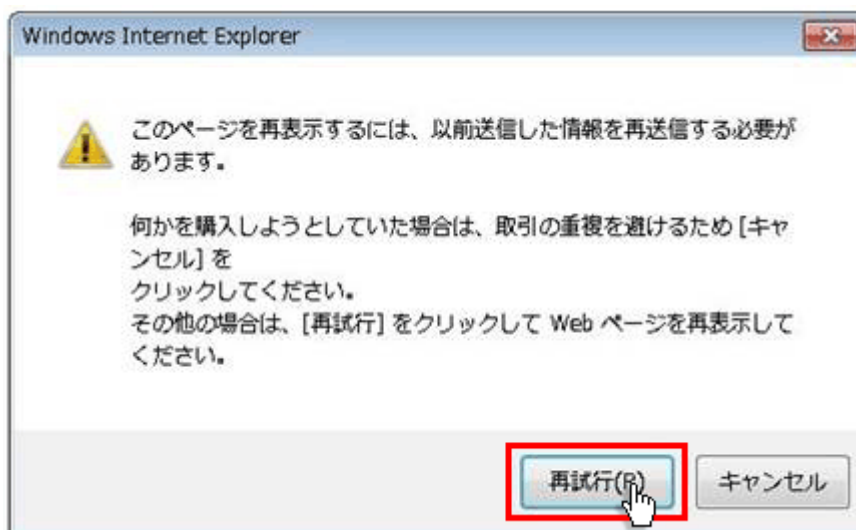 Windows Internet Explorer
このページを再表示するには、以前送信した情報を再送信する必要が
あります。
何かを購入しようとしていた場合は、取引の重複を避けるため [キャ
ンセル] を
クリックしてください。
その他の場合は、[再試行] をクリックして Web ページを再表示して
ください。
再試行(R)
キャンセル